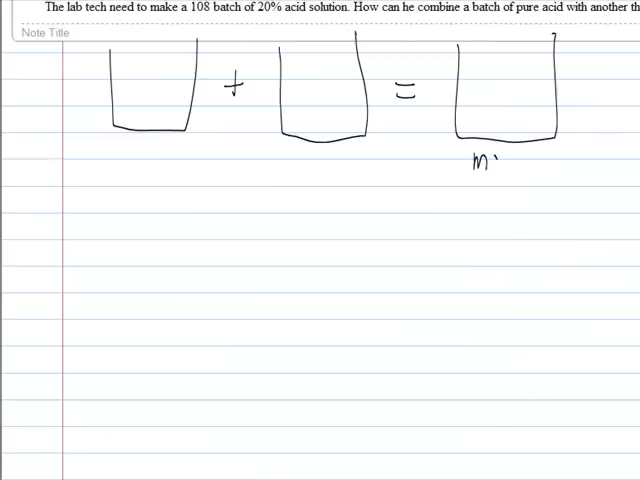 The lab tech need to make a 108 batch of 20% acid solution. How can he combine a batch of pure acid with another
Note Title
+ =
m